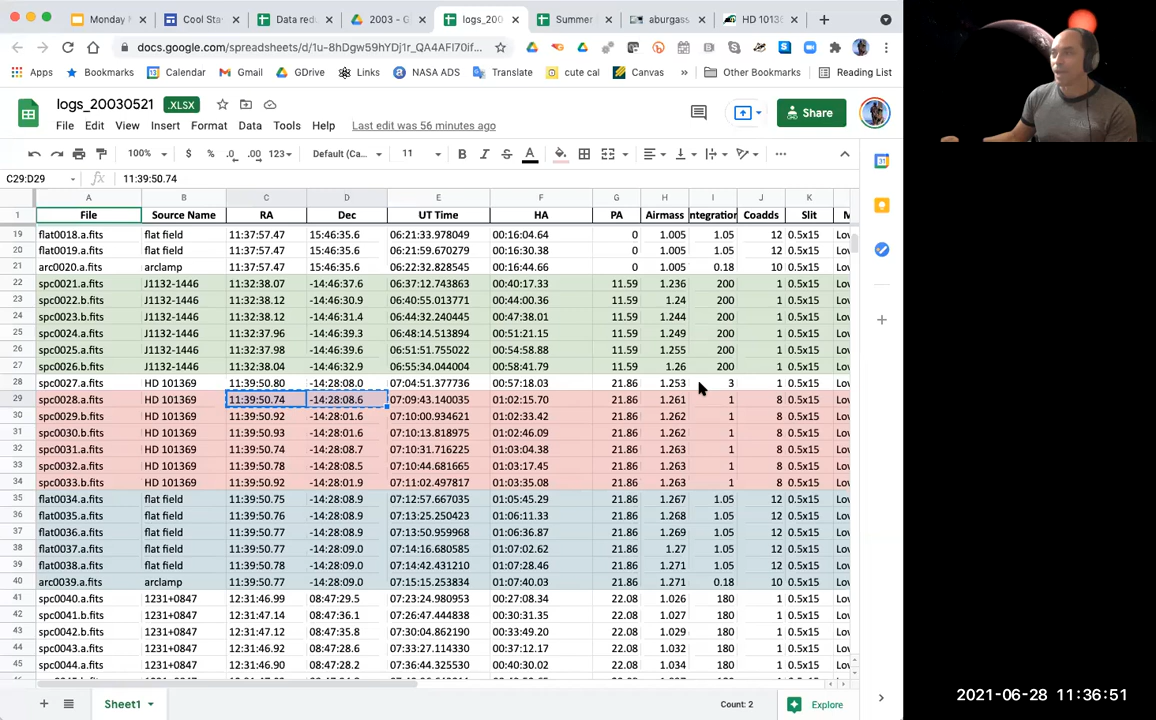 Monday M
Cool Sta
Data redu
2003 - G
logs_200
Summer
aburgass
HD 10136
docs.google.com/spreadsheets/d/1u-8hDgw59hYDj1r_QA4AFl70if...
Apps Bookmarks Calendar Gmail GDrive Links NASA ADS Translate cute cal Canvas » Other Bookmarks Reading List
logs_20030521 .XLSX
File Edit View Insert Format Data Tools Help Last edit was 56 minutes ago
Share
100% $ % .0 .00 123 Default (Ca... 11 B I S A
C29:D29 fx 11:39:50.74
A B C D E F G H I J K
1 File Source Name RA Dec UT Time HA PA Airmass ntegration Coadds Slit M
19 flat0018.a.fits flat field 11:37:57.47 15:46:35.6 06:21:33.978049 00:16:04.64 0 1.005 1.05 12 0.5x15 Lov
20 flat0019.a.fits flat field 11:37:57.47 15:46:35.6 06:21:59.670279 00:16:30.38 0 1.005 1.05 12 0.5x15 Lov
21 arc0020.a.fits arclamp 11:37:57.47 15:46:35.6 06:22:32.828545 00:16:44.66 0 1.005 0.18 10 0.5x15 Lov
22 spc0021.a.fits J1132-1446 11:32:38.07 -14:46:37.6 06:37:12.743863 00:40:17.33 11.59 1.236 200 1 0.5x15 Lov
23 spc0022.b.fits J1132-1446 11:32:38.12 -14:46:30.9 06:40:55.013771 00:44:00.36 11.59 1.24 200 1 0.5x15 Lov
24 spc0023.b.fits J1132-1446 11:32:38.12 -14:46:31.4 06:44:32.240445 00:47:38.01 11.59 1.244 200 1 0.5x15 Lov
25 spc0024.a.fits J1132-1446 11:32:37.96 -14:46:39.3 06:48:14.513894 00:51:21.15 11.59 1.249 200 1 0.5x15 Lov
26 spc0025.a.fits J1132-1446 11:32:37.98 -14:46:39.6 06:51:51.755022 00:54:58.88 11.59 1.255 200 1 0.5x15 Lov
27 spc0026.b.fits J1132-1446 11:32:38.04 -14:46:32.9 06:55:34.044004 00:58:41.79 11.59 1.26 200 1 0.5x15 Lov
28 spc0027.a.fits HD 101369 11:39:50.80 -14:28:08.0 07:04:51.377736 00:57:18.03 21.86 1.253 3 1 0.5x15 Lov
29 spc0028.a.fits HD 101369 11:39:50.74 -14:28:08.6 07:09:43.140035 01:02:15.70 21.86 1.261 1 8 0.5x15 Lov
30 spc0029.b.fits HD 101369 11:39:50.92 -14:28:01.6 07:10:00.934621 01:02:33.42 21.86 1.262 1 8 0.5x15 Lov
31 spc0030.b.fits HD 101369 11:39:50.93 -14:28:01.6 07:10:13.818975 01:02:46.09 21.86 1.262 1 8 0.5x15 Lov
32 spc0031.a.fits HD 101369 11:39:50.74 -14:28:08.7 07:10:31.716225 01:03:04.38 21.86 1.263 1 8 0.5x15 Lov
33 spc0032.a.fits HD 101369 11:39:50.78 -14:28:08.5 07:10:44.681665 01:03:17.45 21.86 1.263 1 8 0.5x15 Lov
34 spc0033.b.fits HD 101369 11:39:50.92 -14:28:01.9 07:11:02.497817 01:03:35.08 21.86 1.263 1 8 0.5x15 Lov
35 flat0034.a.fits flat field 11:39:50.75 -14:28:08.9 07:12:57.667035 01:05:45.29 21.86 1.267 1.05 12 0.5x15 Lov
36 flat0035.a.fits flat field 11:39:50.76 -14:28:08.9 07:13:25.250423 01:06:11.33 21.86 1.268 1.05 12 0.5x15 Lov
37 flat0036.a.fits flat field 11:39:50.77 -14:28:08.9 07:13:50.959968 01:06:36.87 21.86 1.269 1.05 12 0.5x15 Lov
38 flat0037.a.fits flat field 11:39:50.77 -14:28:09.0 07:14:16.680585 01:07:02.62 21.86 1.27 1.05 12 0.5x15 Lov
39 flat0038.a.fits flat field 11:39:50.78 -14:28:08.9 07:14:42.431210 01:07:28.46 21.86 1.271 1.05 12 0.5x15 Lov
40 arc0039.a.fits arclamp 11:39:50.77 -14:28:09.0 07:15:15.253834 01:07:40.03 21.86 1.271 0.18 10 0.5x15 Lov
41 spc0040.a.fits 1231+0847 12:31:46.99 08:47:29.5 07:23:24.980953 00:27:08.34 22.08 1.026 180 1 0.5x15 Lov
42 spc0041.b.fits 1231+0847 12:31:47.14 08:47:36.1 07:26:47.444838 00:30:31.35 22.08 1.027 180 1 0.5x15 Lov
43 spc0042.b.fits 1231+0847 12:31:47.12 08:47:35.8 07:30:04.862190 00:33:49.20 22.08 1.029 180 1 0.5x15 Lov
44 spc0043.a.fits 1231+0847 12:31:46.93 08:47:28.6 07:33:27.114330 00:37:12.17 22.08 1.032 180 1 0.5x15 Lov
45 spc0044.a.fits 1231+0847 12:31:46.90 08:47:28.2 07:36:44.325530 00:40:30.02 22.08 1.034 180 1 0.5x15 Lov
Sheet1 Count: 2 Explore
2021-06-28 11:36:51